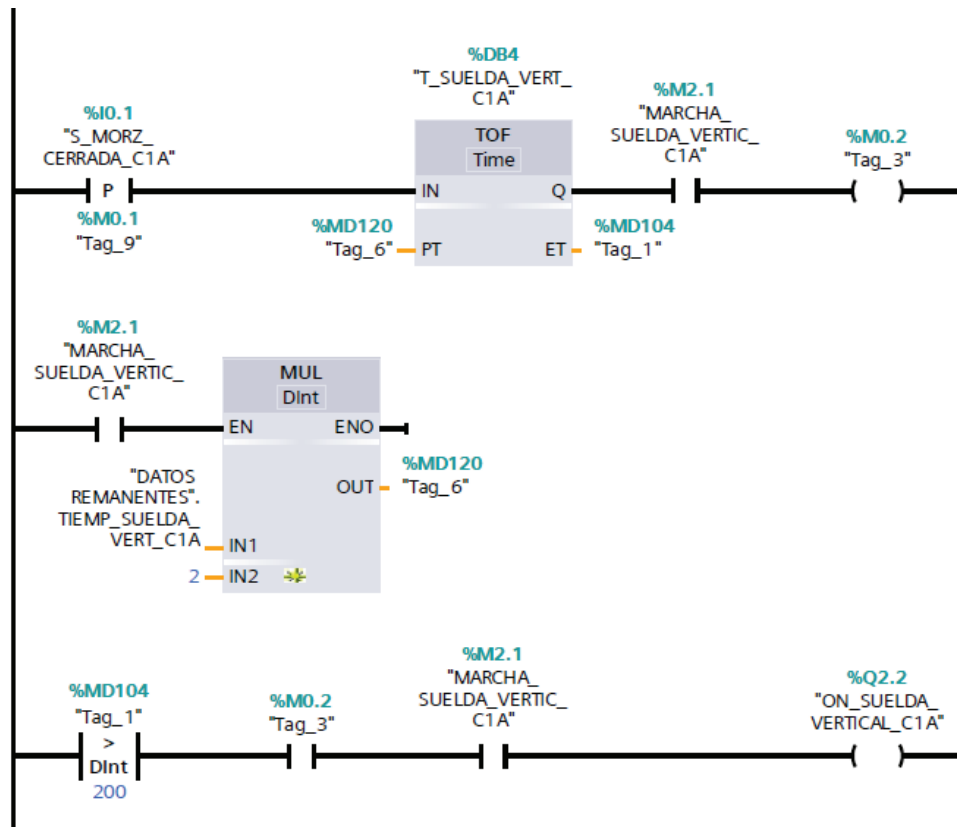 %DB4
"T_SUELDA_VERT_
C1A"
%I0.1
"S_MORZ_
CERRADA_C1A"
P
%M0.1
"Tag_9"
TOF
Time
IN
Q
%MD120
"Tag_6"
PT
ET
%MD104
"Tag_1"
%M2.1
"MARCHA_
SUELDA_VERTIC_
C1A"
%M0.2
"Tag_3"
%M2.1
"MARCHA_
SUELDA_VERTIC_
C1A"
MUL
DInt
EN
ENO
"DATOS
REMANENTES".
TIEMP_SUELDA_
VERT_C1A
IN1
2
IN2
OUT
%MD120
"Tag_6"
%MD104
"Tag_1"
>
DInt
200
%M0.2
"Tag_3"
%M2.1
"MARCHA_
SUELDA_VERTIC_
C1A"
%Q2.2
"ON_SUELDA_
VERTICAL_C1A"